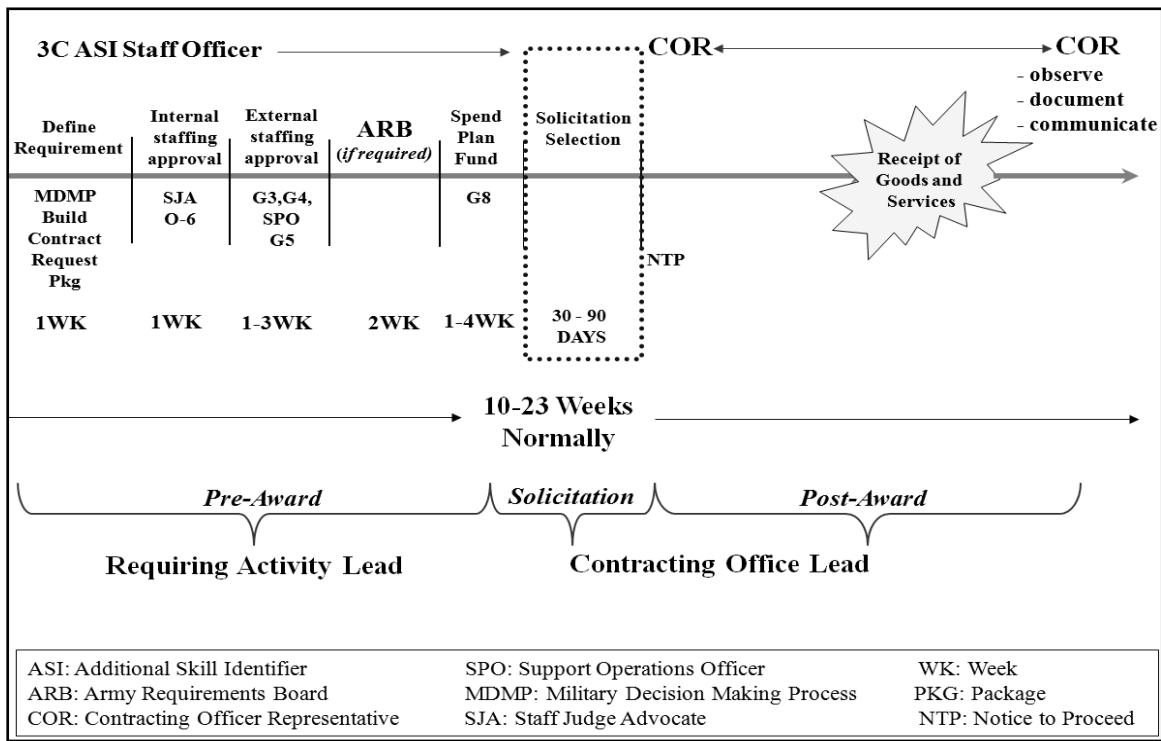 3C ASI Staff Officer
COR
COR
- observe
- document
- communicate
Define
Requirement
Internal
staffing
approval
External
staffing
approval
ARB
(if required)
Spend
Plan
Fund
Solicitation
Selection
Receipt of
Goods and
Services
MDMP
Build
Contract
Request
Pkg
SJA
O-6
G3,G4,
SPO
G5
G8
NTP
1WK
1WK
1-3WK
2WK
1-4WK
30 - 90
DAYS
10-23 Weeks
Normally
Pre-Award
Solicitation
Post-Award
Requiring Activity Lead
Contracting Office Lead
ASI: Additional Skill Identifier
SPO: Support Operations Officer
WK: Week
ARB: Army Requirements Board
MDMP: Military Decision Making Process
PKG: Package
COR: Contracting Officer Representative
SJA: Staff Judge Advocate
NTP: Notice to Proceed